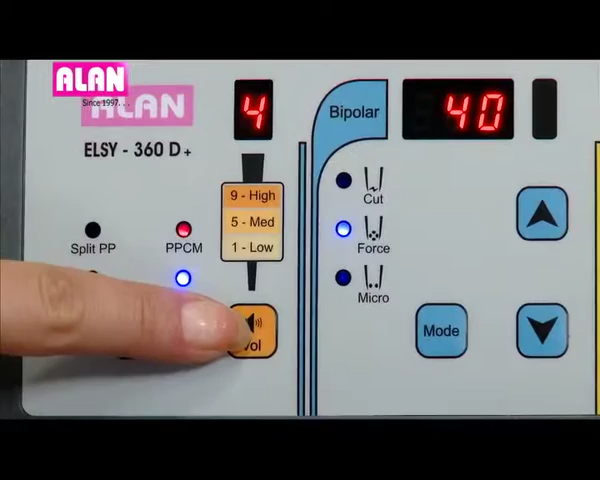 ALAN
Since 1997. . .
ALAN
ELSY - 360 D+
4
Bipolar
40
9 - High
5 - Med
1 - Low
Split PP
PPCM
Cut
Force
Micro
Vol
Mode